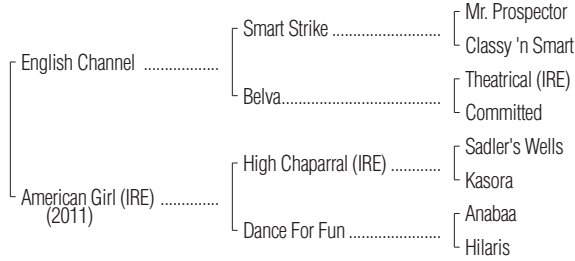 Mr. Prospector
Smart Strike ......................
Classy 'n Smart
English Channel ..................
Theatrical (IRE)
Belva.......................................
Committed
Sadler's Wells
High Chaparral (IRE) ............
Kasora
American Girl (IRE) ..............
(2011)
Anabaa
Dance For Fun ......................
Hilaris